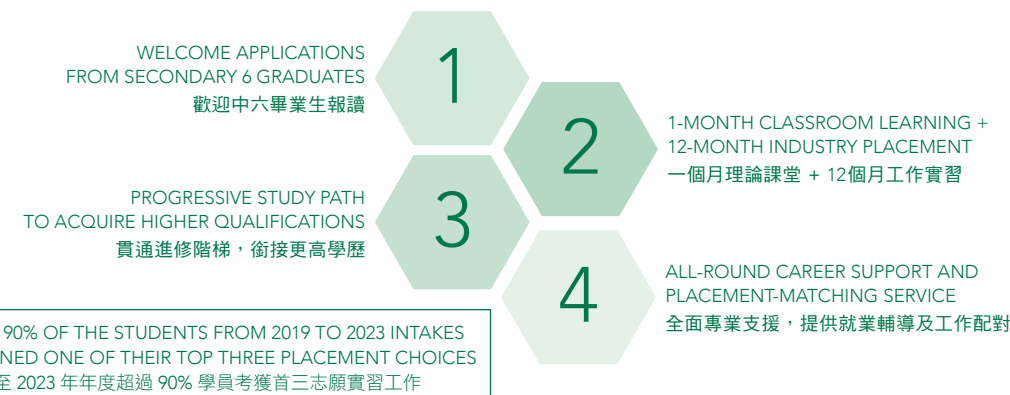 WELCOME APPLICATIONS
FROM SECONDARY 6 GRADUATES
歡迎中六畢業生報讀
1
2
1-MONTH CLASSROOM LEARNING +
12-MONTH INDUSTRY PLACEMENT
一個月理論課堂 + 12個月工作實習
PROGRESSIVE STUDY PATH
TO ACQUIRE HIGHER QUALIFICATIONS
貫通進修階梯，銜接更高學歷
3
4
ALL-ROUND CAREER SUPPORT AND
PLACEMENT-MATCHING SERVICE
全面專業支援，提供就業輔導及工作配對
90% OF THE STUDENTS FROM 2019 TO 2023 INTAKES
ONE OF THEIR TOP THREE PLACEMENT CHOICES
至 2023 年年度超過 90% 學員考獲首三志願實習工作